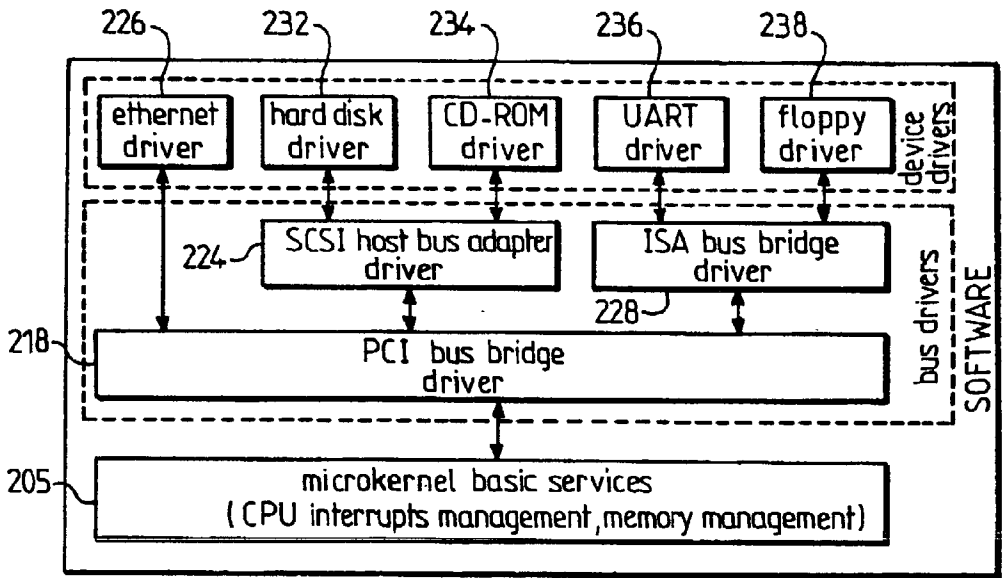 226
232
234
236
238
ethernet
driver
hard disk
driver
CD-ROM
driver
UART
driver
floppy
driver
device
drivers
224
SCSI host bus adapter
driver
ISA bus bridge
driver
228
218
PCI bus bridge
driver
bus drivers
SOFTWARE
205
microkernel basic services
(CPU interrupts management, memory management)